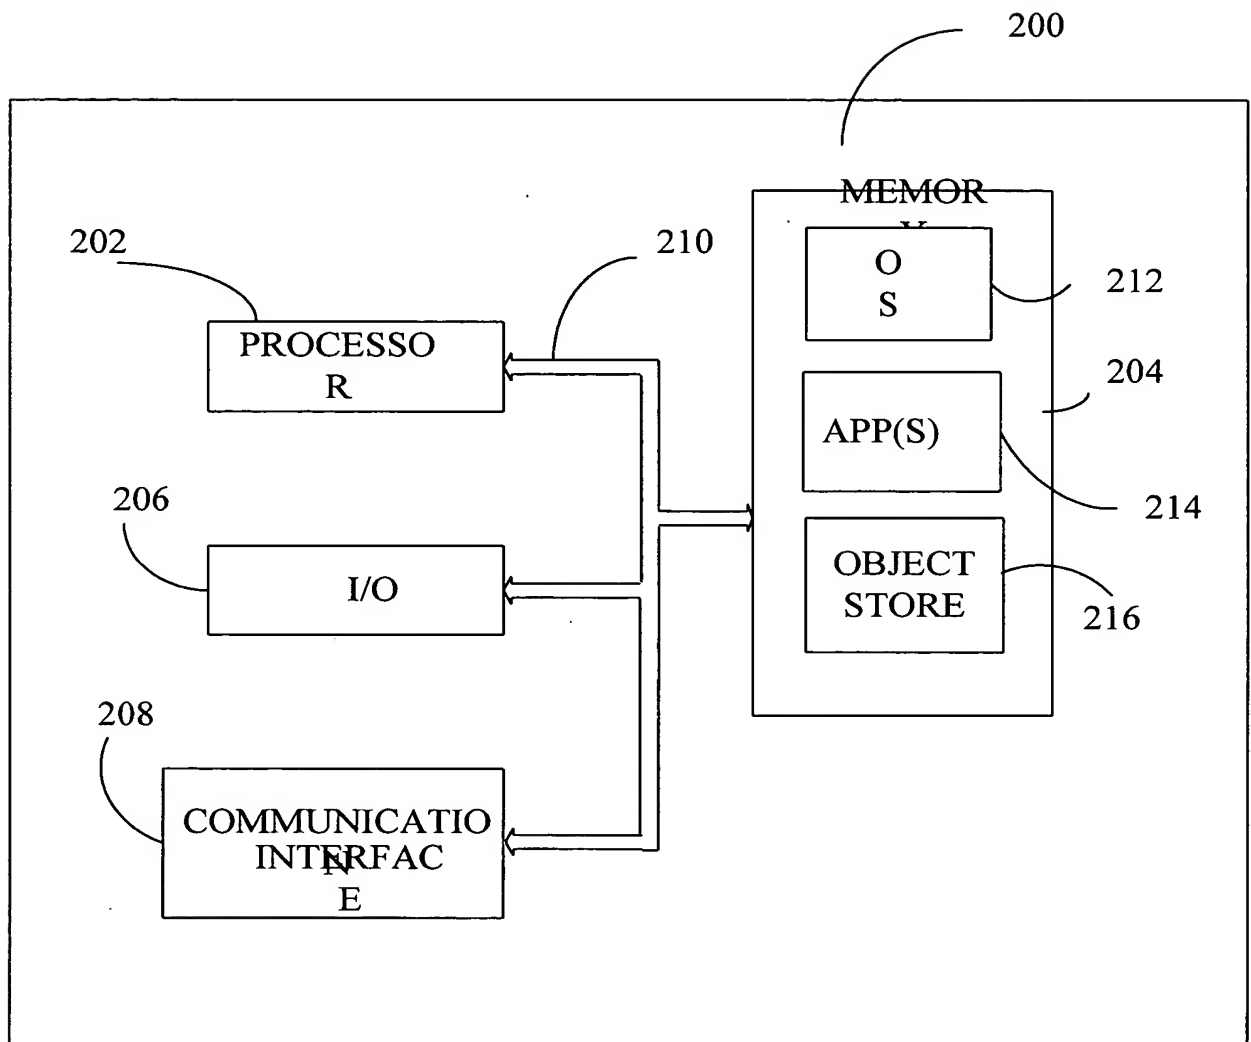 200
MEMOR
Y
202
210
O
S
212
PROCESSO
R
204
APP(S)
206
214
I/O
OBJECT
STORE
216
208
COMMUNICATIO
N
INTERFAC
E